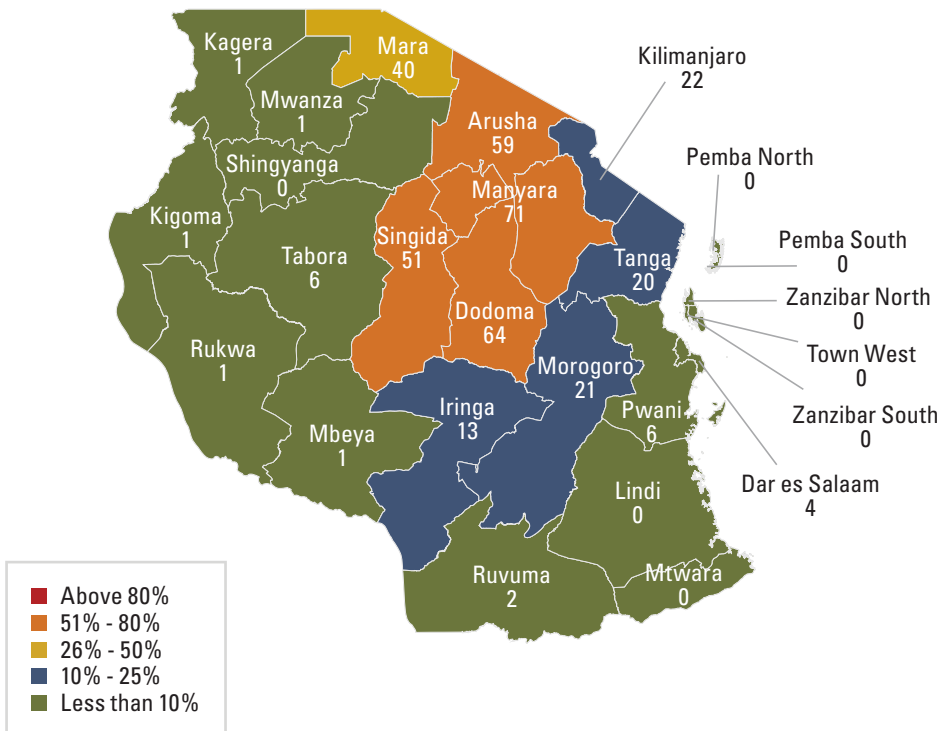 Kagera
1
Mara
40
Mwanza
1
Kilimanjaro
22
Arusha
59
Shingyanga
0
Pemba North
0
Manyara
71
Kigoma
1
Singida
51
Tabora
6
Tanga
20
Pemba South
0
Zanzibar North
0
Dodoma
64
Town West
0
Rukwa
1
Morogoro
21
Iringa
13
Pwani
6
Zanzibar South
0
Mbeya
1
Dar es Salaam
4
Lindi
0
Ruvuma
2
Mtwara
0
Above 80%
51% - 80%
26% - 50%
10% - 25%
Less than 10%